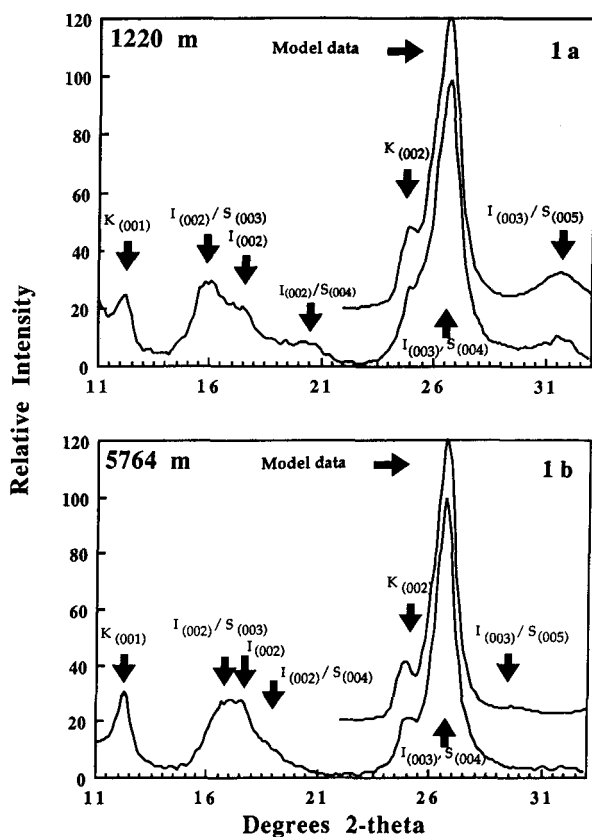 1220 m
Model data
1 a
120
100
80
60
40
20
0
K (002)
K (001)
I (002) / S (003)
I (002)
I (002) / S (004)
I (003) / S (005)
I (003), S (004)
11 16 21 26 31
Relative Intensity
5764 m
Model data
1 b
120
100
80
60
40
20
0
K (002)
K (001)
I (002) / S (003)
I (002)
I (002) / S (004)
I (003) / S (005)
I (003), S (004)
11 16 21 26 31
Degrees 2-theta